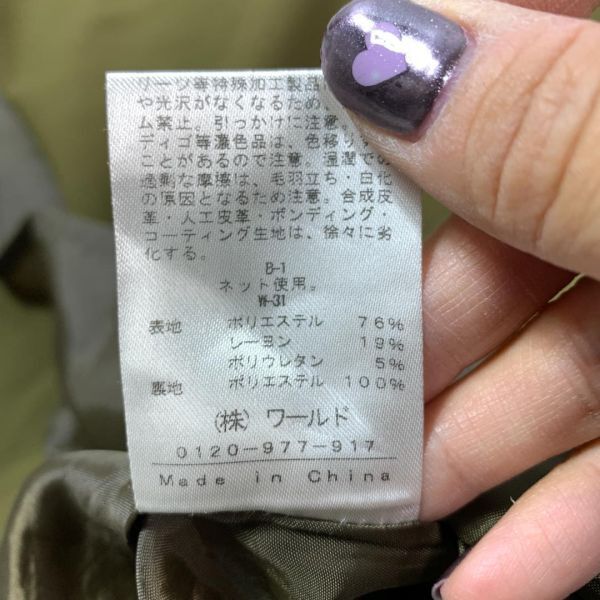 リーツ等特殊加工製品
や光沢がなくなるため
ム禁止。引っかけに注意。
ディゴ等濃色品は、色移り
ことがあるので注意。湿潤での
過剰な摩擦は、毛羽立ち・白化
の原因となるため注意。合成皮
革・人工皮革・ボンディング・
コーティング生地は、徐々に劣
化する。
B-1
ネット使用。
W-31
表地 ポリエステル 76%
レーヨン 19%
ポリウレタン 5%
裏地 ポリエステル 100%
(株) ワールド
0120-977-917
Made in China